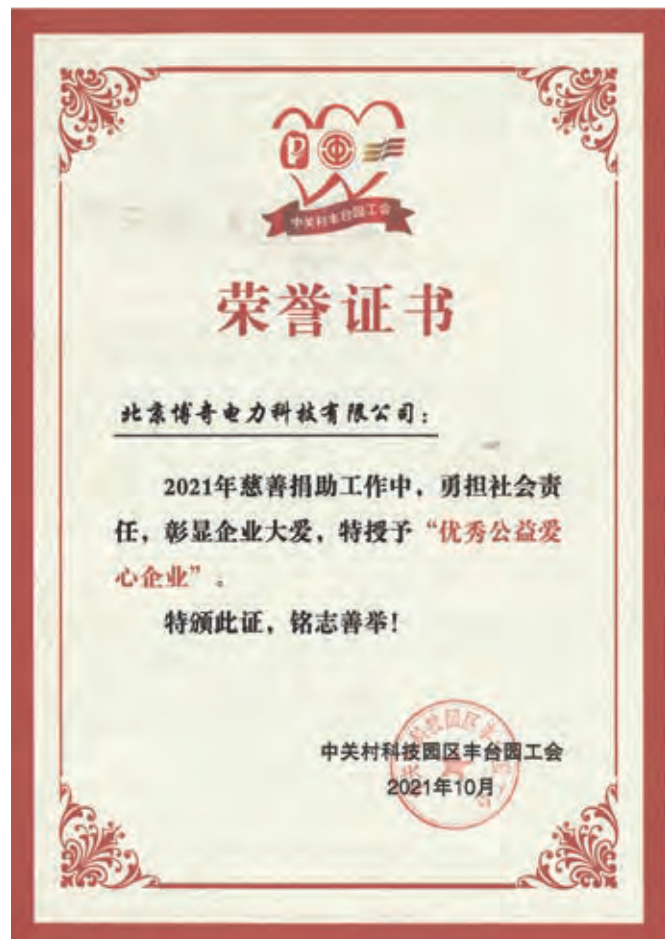 中关村丰台园工会
荣誉证书
北京博奇电力科技有限公司：
2021年慈善捐助工作中，勇担社会责
任，彰显企业大爱，特授予“优秀公益爱
心企业”。
特颁此证，铭志善举！
中关村科技园区丰台园工会
2021年10月